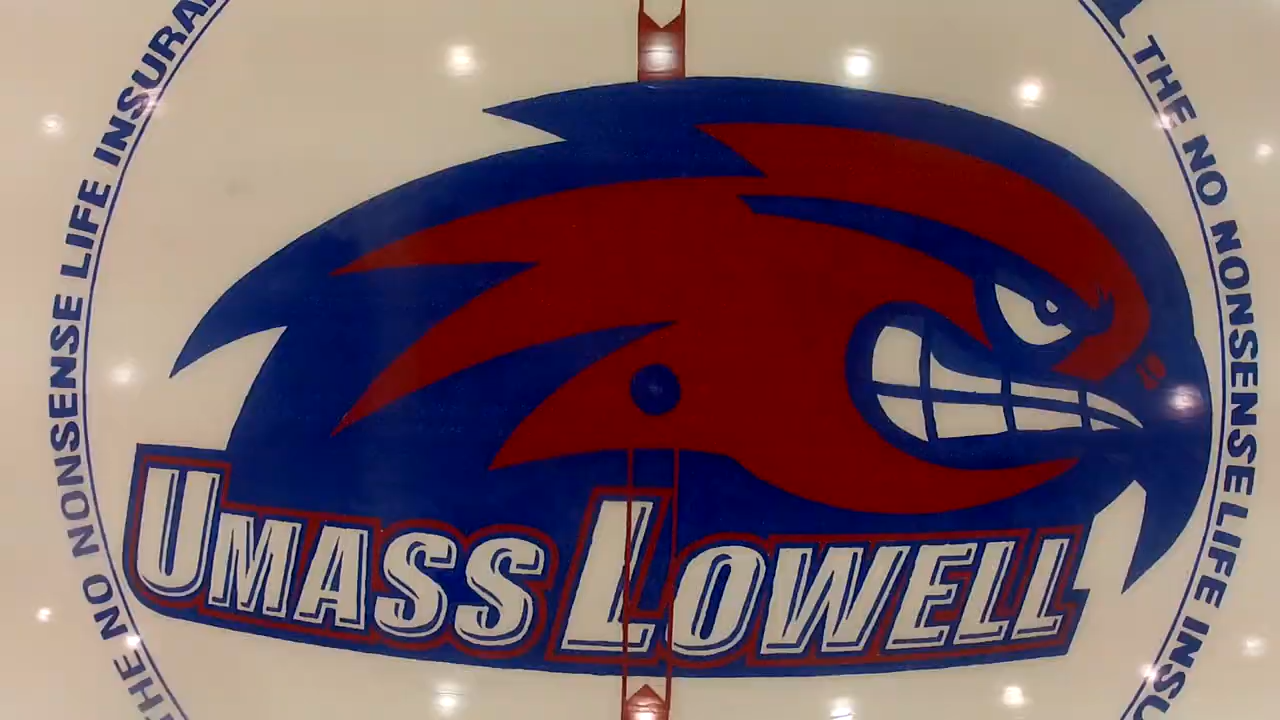 THE NO NONSENSE LIFE INSURA
THE NO NONSENSE LIFE INSU
UMASS LOWELL